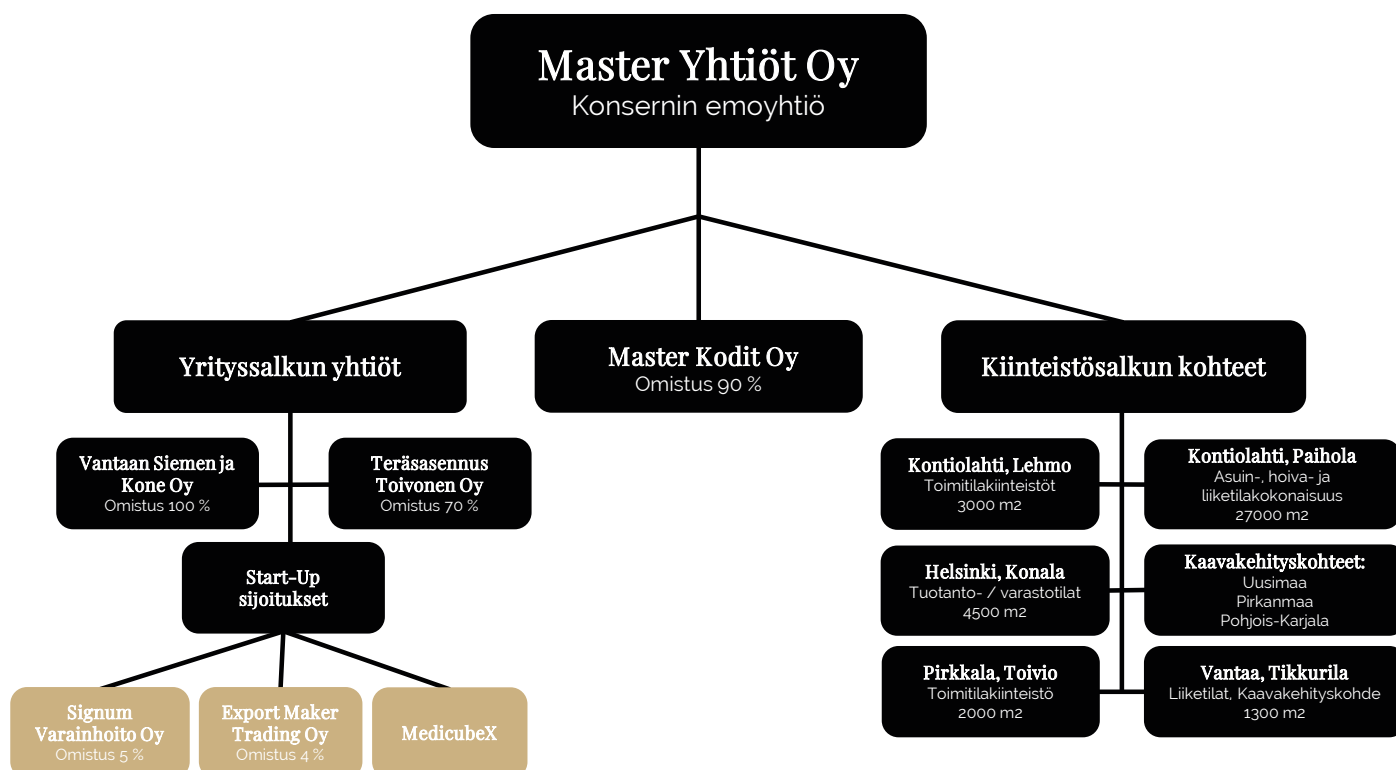 Master Yhtiöt Oy
Konsernin emoyhtiö
Yrityssalkun yhtiöt
Master Kodit Oy
Omistus 90 %
Kiinteistösalkun kohteet
Vantaan Siemen ja
Kone Oy
Omistus 100 %
Teräsasennus
Toivonen Oy
Omistus 70 %
Start-Up
sijoitukset
Signum
Varainhoito Oy
Omistus 5 %
Export Maker
Trading Oy
Omistus 4 %
MedicubeX
Kontiolahti, Lehmo
Toimitilakiinteistöt
3000 m2
Kontiolahti, Paihola
Asuin-, hoiva- ja
liiketilakokonaisuus
27000 m2
Helsinki, Konala
Tuotanto- / varastotilat
4500 m2
Kaavakehityskohteet:
Uusimaa
Pirkanmaa
Pohjois-Karjala
Pirkkala, Toivio
Toimitilakiinteistö
2000 m2
Vantaa, Tikkurila
Liiketilat, Kaavakehityskohde
1300 m2